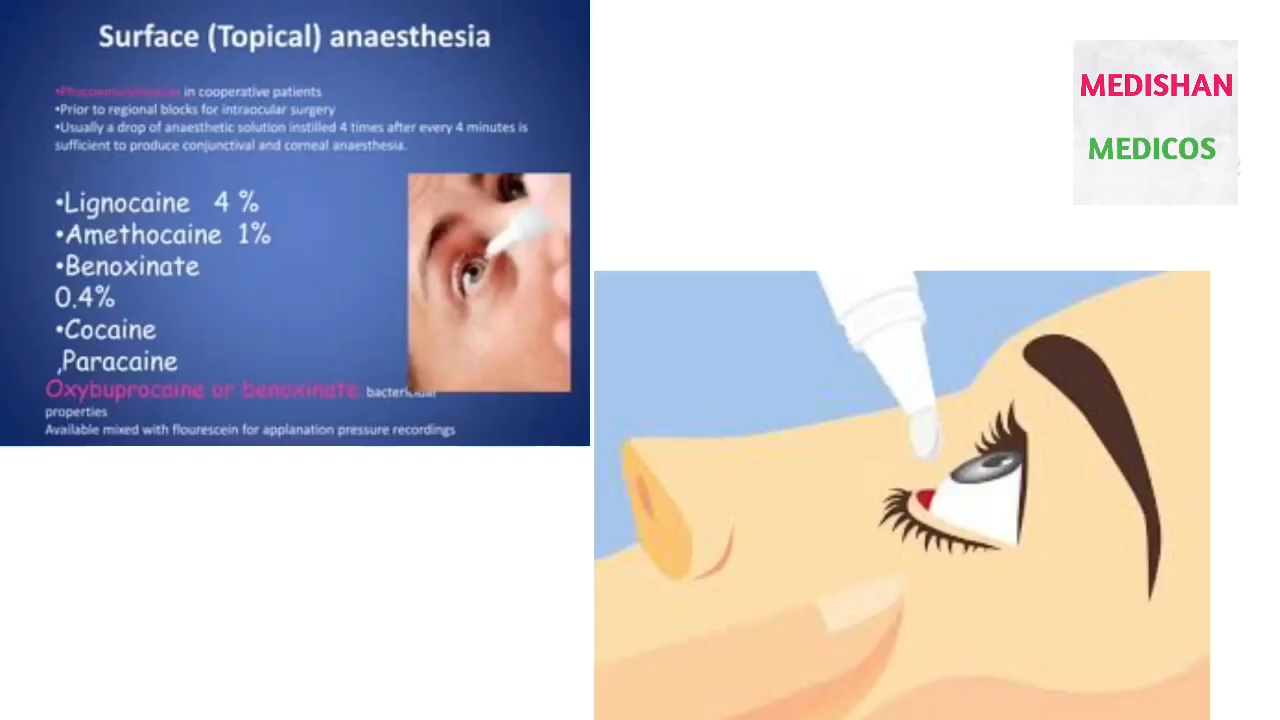 Surface (Topical) anaesthesia
•Phacoemulsification in cooperative patients
•Prior to regional blocks for intraocular surgery
•Usually a drop of anaesthetic solution instilled 4 times after every 4 minutes is
sufficient to produce conjunctival and corneal anaesthesia.
•Lignocaine 4 %
•Amethocaine 1%
•Benoxinate
0.4%
•Cocaine
,Paracaine
Oxybuprocaine or benoxinate bactericidal
properties
Available mixed with flourescein for applanation pressure recordings
MEDISHAN
MEDICOS